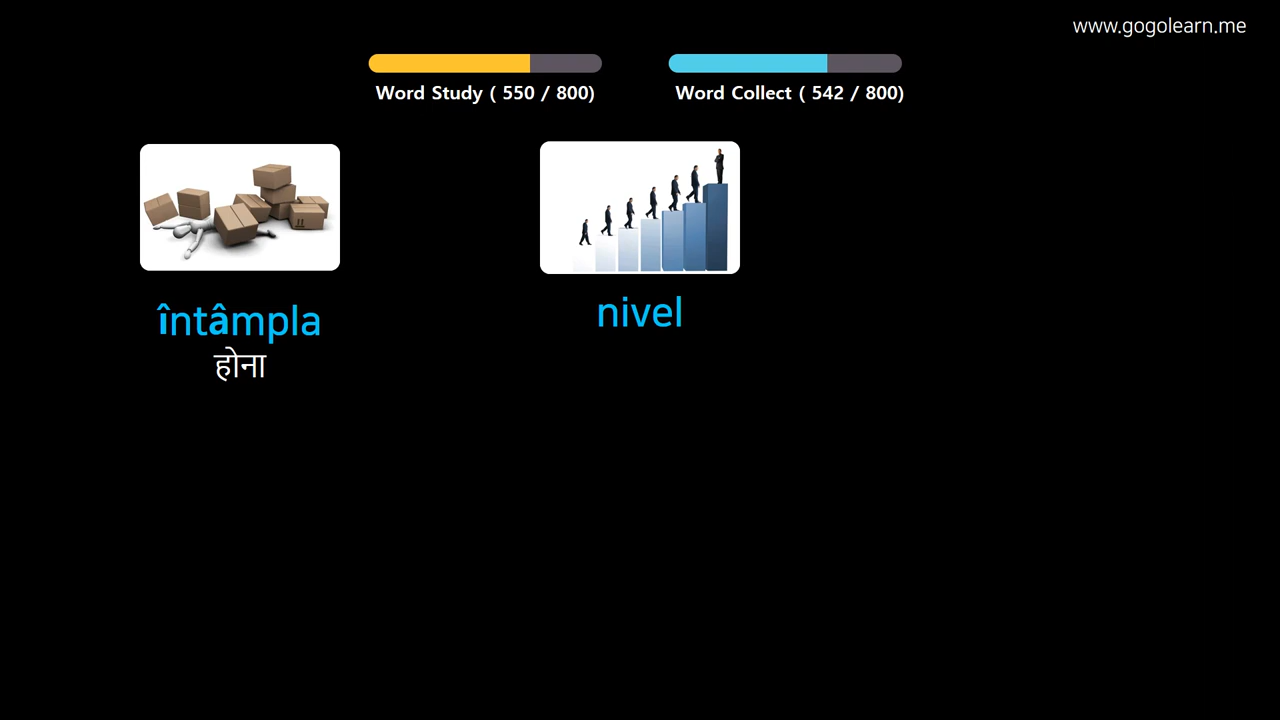 www.gogolearn.me
Word Study ( 550 / 800)
Word Collect ( 542 / 800)
întâmpla
होना
nivel